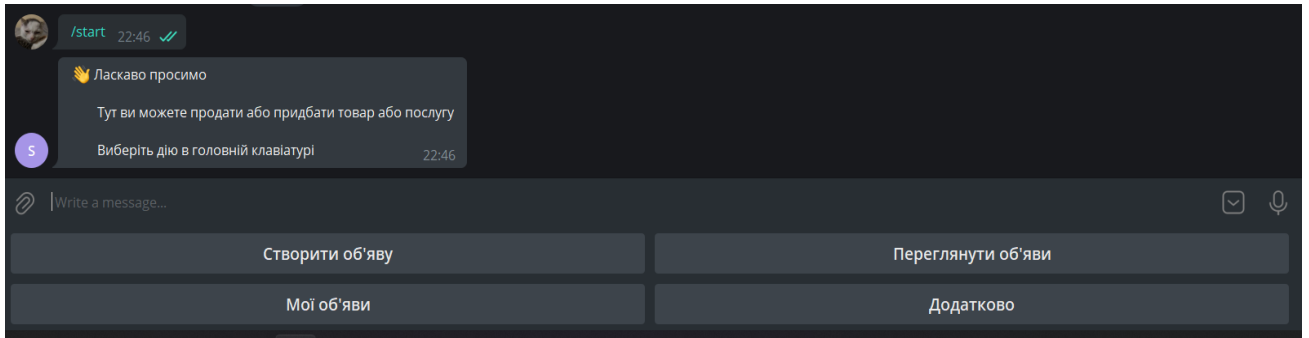 /start 22:46
👋 Ласкаво просимо
Тут ви можете продати або придбати товар або послугу
Виберіть дію в головній клавіатурі 22:46
S
Write a message...
Створити об'яву Переглянути об'яви
Мої об'яви Додатково